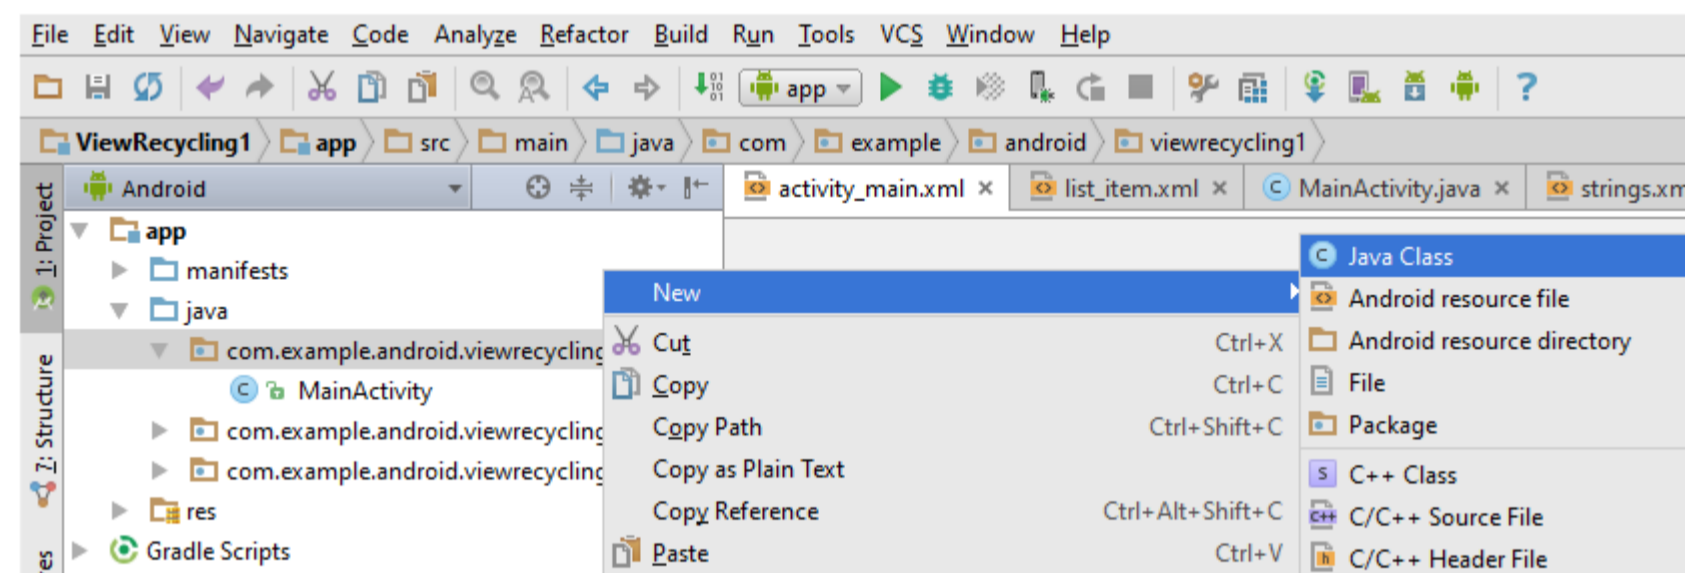 File Edit View Navigate Code Analyze Refactor Build Run Tools VCS Window Help
app
ViewRecycling1 app src main java com example android viewrecycling1
Android
activity_main.xml list_item.xml MainActivity.java strings.xm
1: Project
7: Structure
app
manifests
java
com.example.android.viewrecycling
MainActivity
com.example.android.viewrecycling
com.example.android.viewrecycling
res
Gradle Scripts
New
Cut Ctrl+X
Copy Ctrl+C
Copy Path Ctrl+Shift+C
Copy as Plain Text
Copy Reference Ctrl+Alt+Shift+C
Paste Ctrl+V
Java Class
Android resource file
Android resource directory
File
Package
C++ Class
C/C++ Source File
C/C++ Header File